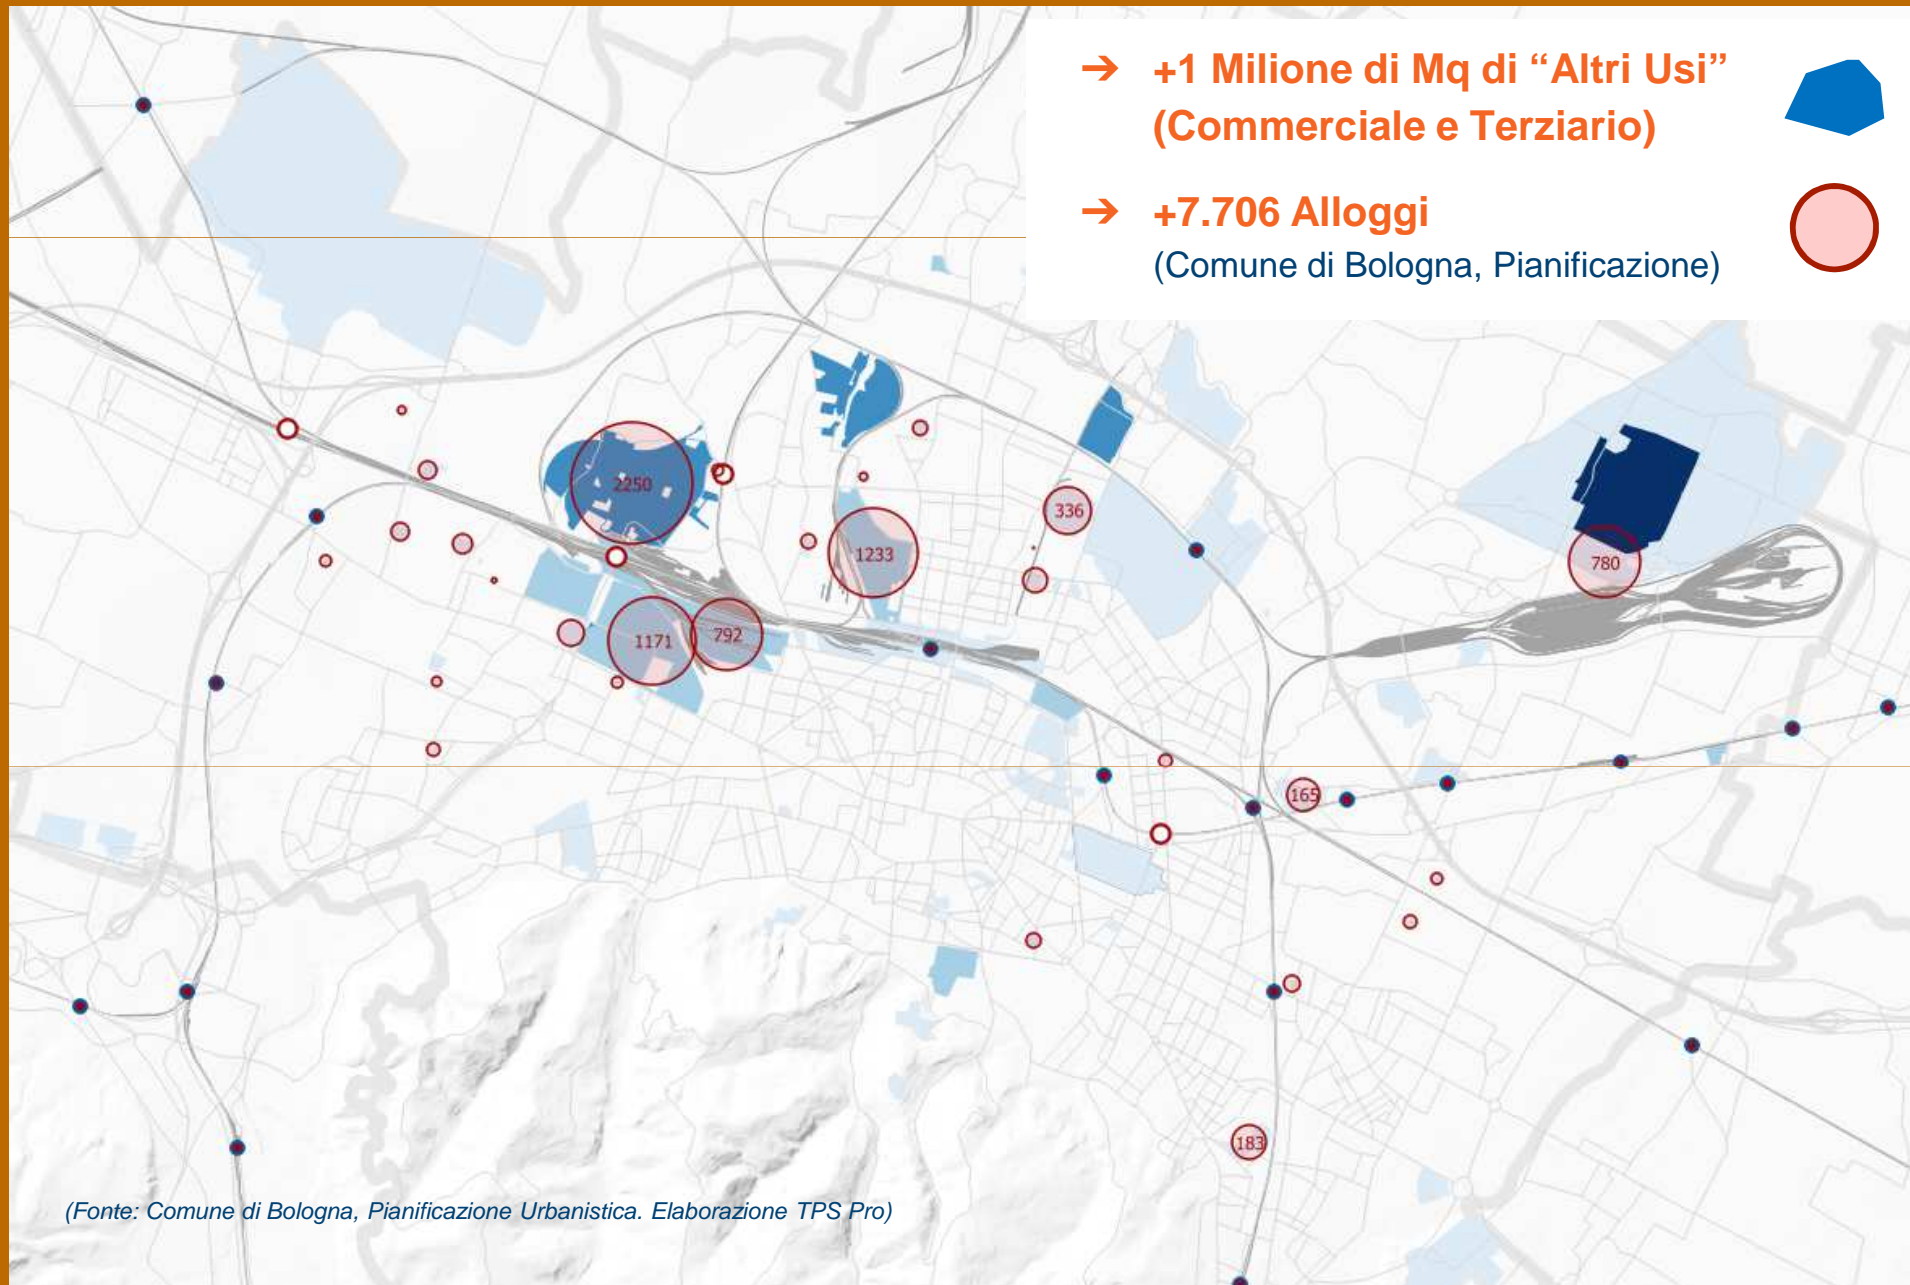 ➔ +1 Milione di Mq di “Altri Usi”
(Commerciale e Terziario)
➔ +7.706 Alloggi
(Comune di Bologna, Pianificazione)
2250
336
1233
780
1171
792
165
183
(Fonte: Comune di Bologna, Pianificazione Urbanistica. Elaborazione TPS Pro)